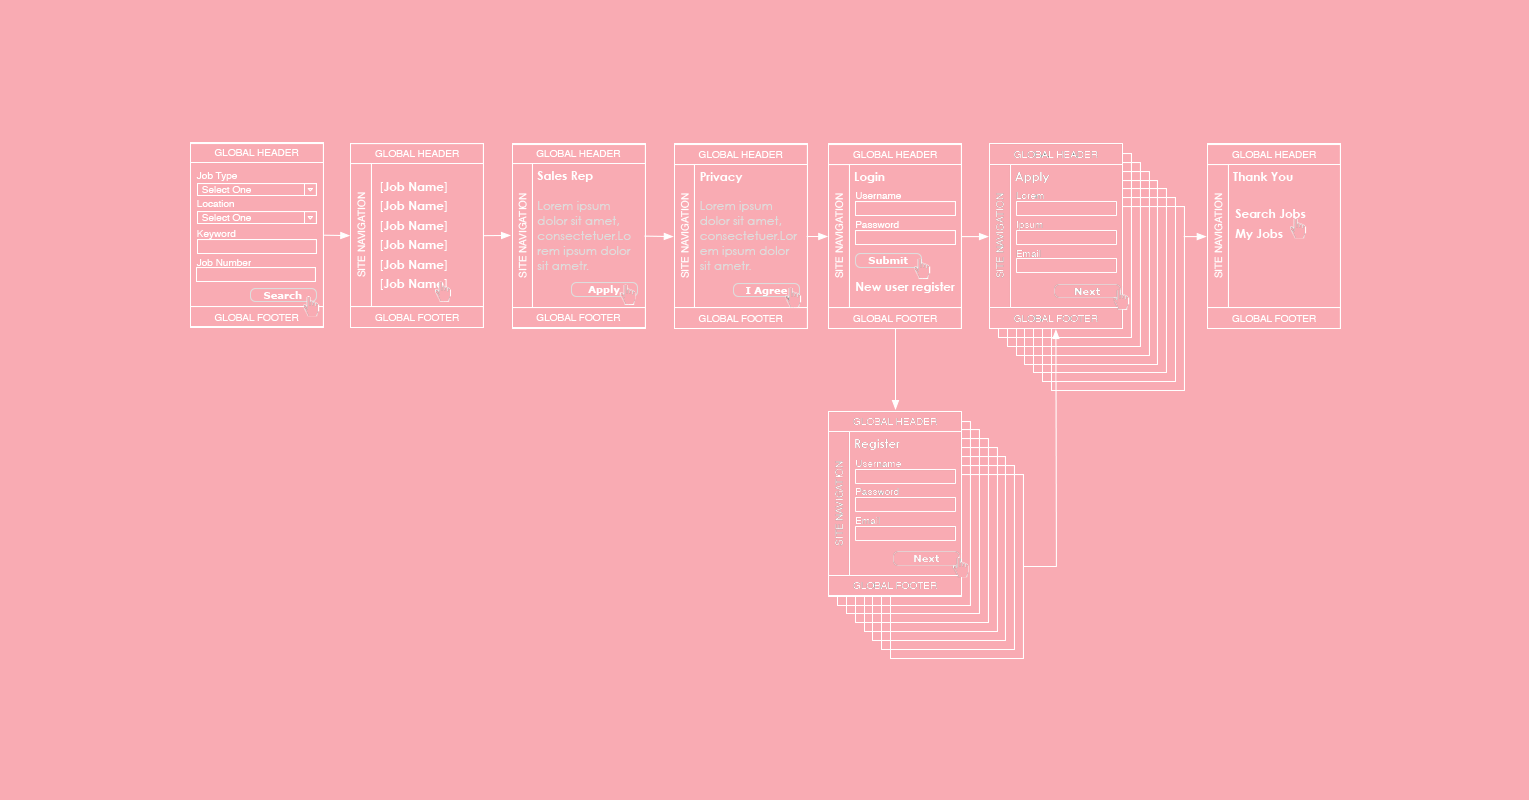 GLOBAL HEADER
Job Type
Select One
Location
Select One
Keyword
Job Number
Search
GLOBAL FOOTER
GLOBAL HEADER
SITE NAVIGATION
[Job Name]
[Job Name]
[Job Name]
[Job Name]
[Job Name]
[Job Name]
GLOBAL FOOTER
GLOBAL HEADER
SITE NAVIGATION
Sales Rep
Lorem ipsum
dolor sit amet,
consectetuer.Lo
rem ipsum dolor
sit ametr.
Apply
GLOBAL FOOTER
GLOBAL HEADER
SITE NAVIGATION
Privacy
Lorem ipsum
dolor sit amet,
consectetuer.Lor
em ipsum dolor
sit ametr.
I Agree
GLOBAL FOOTER
GLOBAL HEADER
SITE NAVIGATION
Login
Username
Password
Submit
New user register
GLOBAL FOOTER
GLOBAL HEADER
SITE NAVIGATION
Apply
Lorem
Ipsum
Email
Next
GLOBAL FOOTER
GLOBAL HEADER
SITE NAVIGATION
Thank You
Search Jobs
My Jobs
GLOBAL FOOTER
GLOBAL HEADER
SITE NAVIGATION
Register
Username
Password
Email
Next
GLOBAL FOOTER